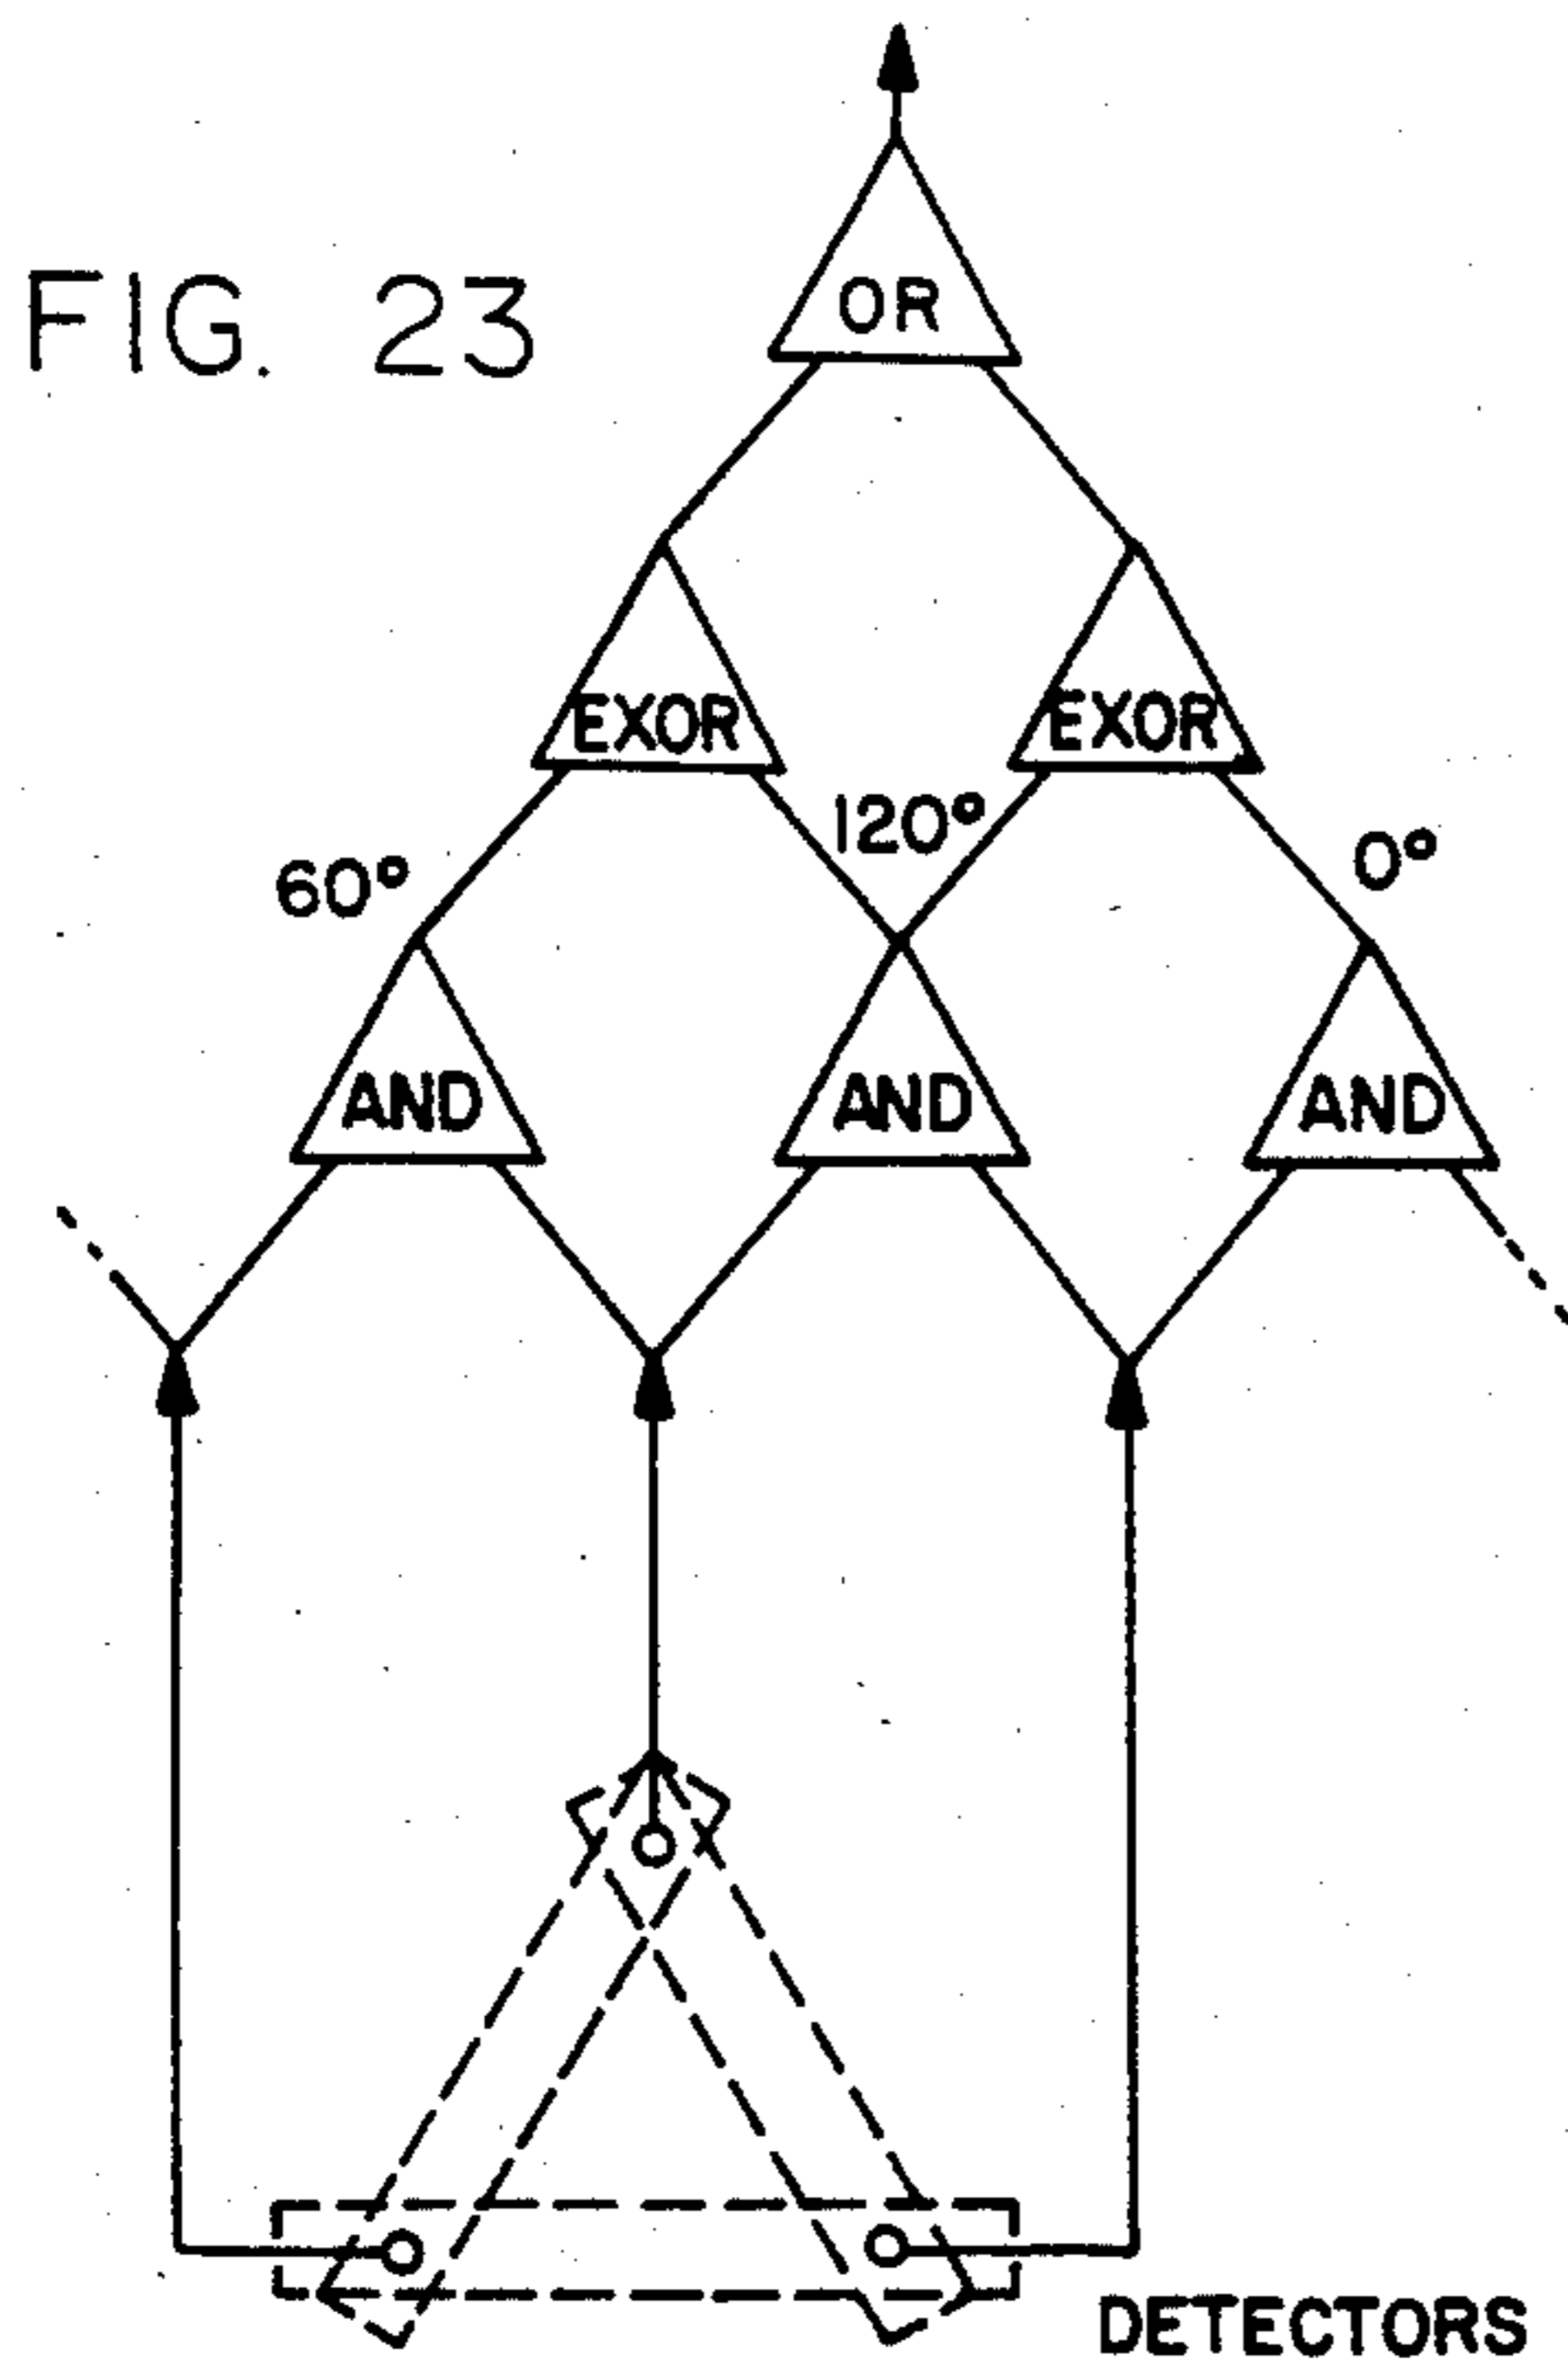 FIG. 23
OR
EXOR EXOR
60° 120° 0°
AND AND AND
DETECTORS